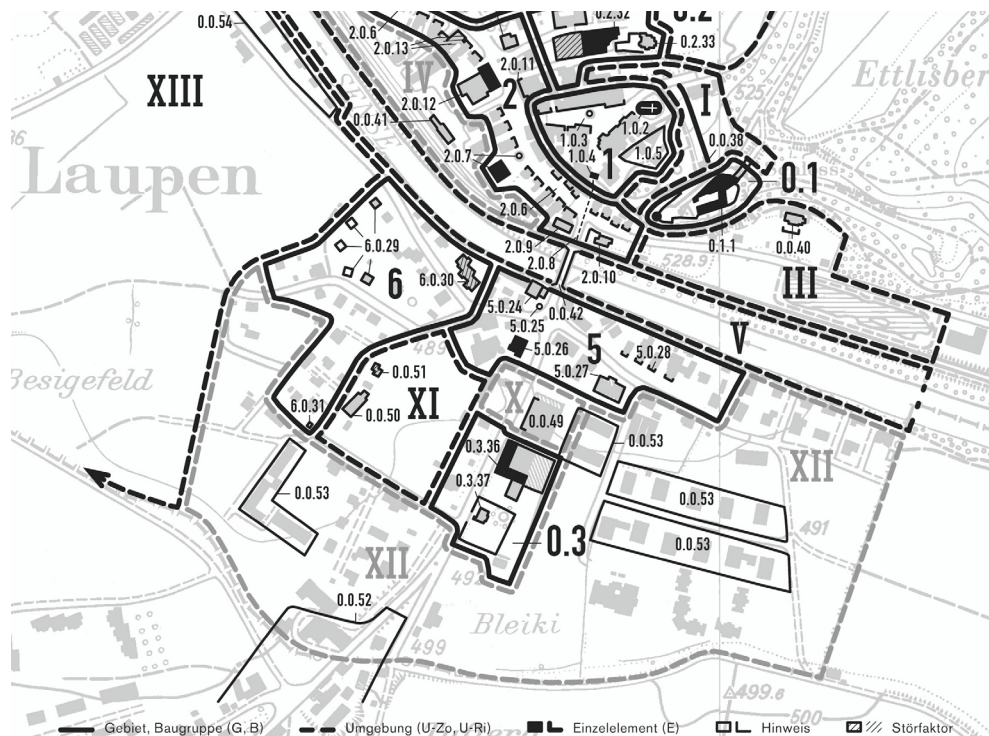 0.0.54
2.0.6
2.0.13
0.2.32
0.2
0.2.33
XIII
IV
2.0.11
2
2.0.12
Ettlisber
525
I
0.0.41
1.0.2
1.0.3
1.0.4
1.0.5
1
0.0.38
0.1
2.0.7
Laupen
2.0.6
0.1.1
0.0.40
6.0.29
2.0.9
2.0.8
2.0.10
528.9
III
6
6.0.30
5.0.24
0.0.42
5.0.25
V
489
5.0.26
5
5.0.28
Besigefeld
0.0.51
5.0.27
XI
X
6.0.31
0.0.50
0.0.49
0.0.53
0.3.36
XII
0.3.37
0.0.53
0.0.53
491
0.3
0.0.53
XII
0.0.52
Bleiki
499
499.6
500
Gebiet, Baugruppe (G, B)
Umgebung (U-Zo, U-Ri)
Einzelelement (E)
Hinweis
Störfaktor